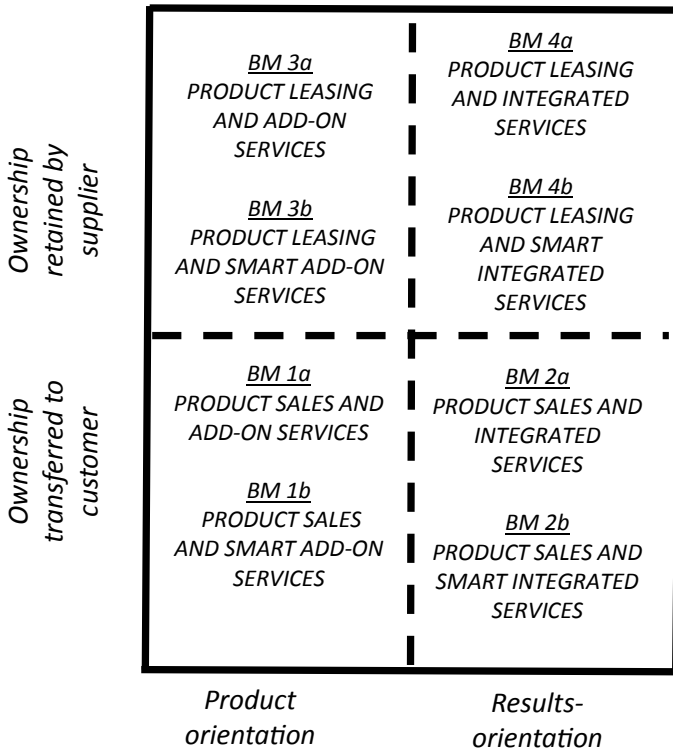 Ownership
retained by
supplier
BM 3a
PRODUCT LEASING
AND ADD-ON
SERVICES
BM 3b
PRODUCT LEASING
AND SMART ADD-ON
SERVICES
BM 4a
PRODUCT LEASING
AND INTEGRATED
SERVICES
BM 4b
PRODUCT LEASING
AND SMART
INTEGRATED
SERVICES
Ownership
transferred to
customer
BM 1a
PRODUCT SALES AND
ADD-ON SERVICES
BM 1b
PRODUCT SALES
AND SMART ADD-ON
SERVICES
BM 2a
PRODUCT SALES AND
INTEGRATED
SERVICES
BM 2b
PRODUCT SALES AND
SMART INTEGRATED
SERVICES
Product
orientation
Results-
orientation